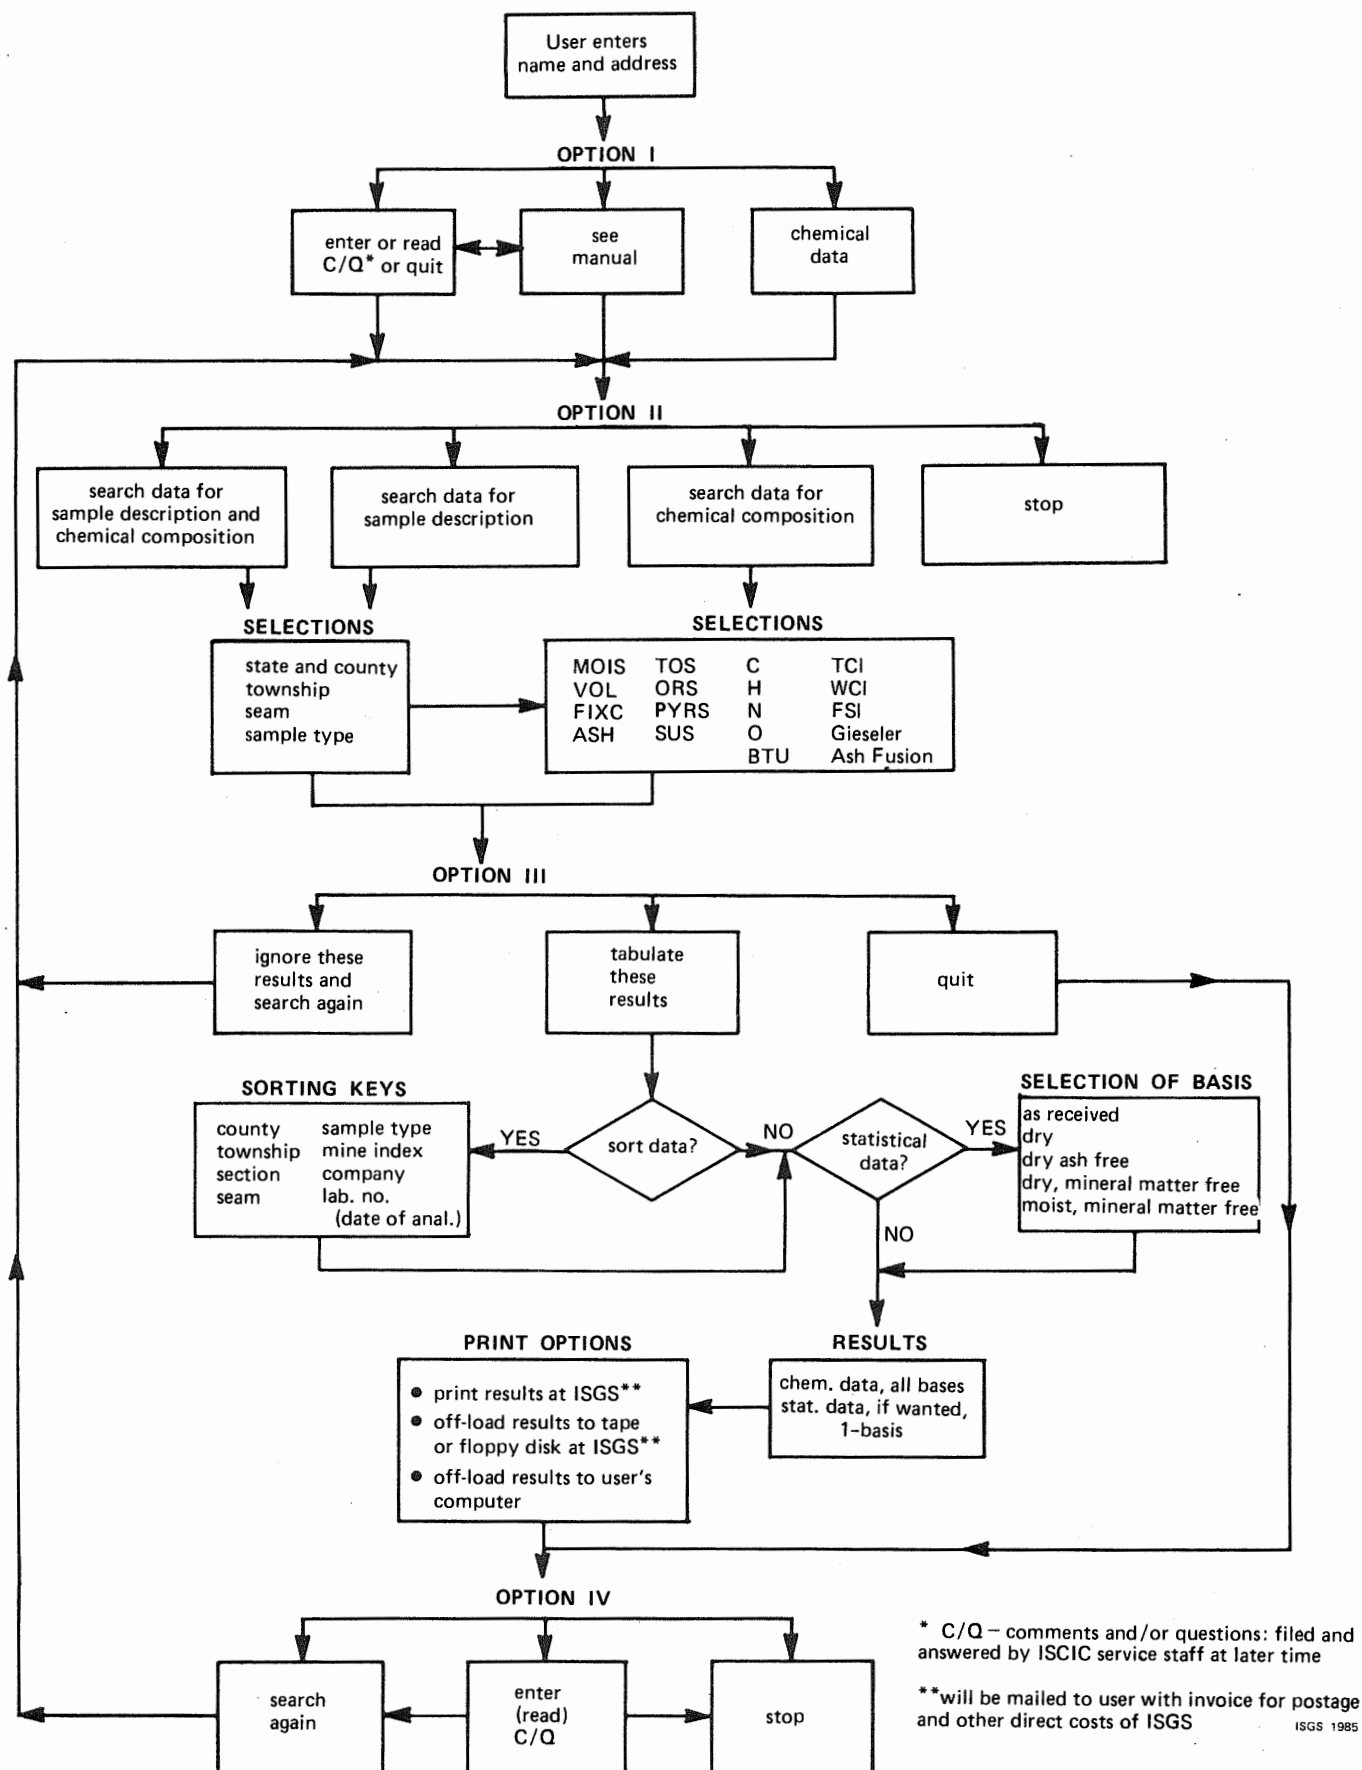 User enters
name and address
OPTION I
enter or read
C/Q* or quit
see
manual
chemical
data
OPTION II
search data for
sample description and
chemical composition
search data for
sample description
search data for
chemical composition
stop
SELECTIONS
state and county
township
seam
sample type
SELECTIONS
MOIS TOS C TCI
VOL ORS H WCI
FIXC PYRS N FSI
ASH SUS O Gieseler
BTU Ash Fusion
OPTION III
ignore these
results and
search again
tabulate
these
results
quit
SORTING KEYS
county sample type
township mine index
section company
seam lab. no.
(date of anal.)
YES
sort data?
NO
statistical
data?
YES
NO
SELECTION OF BASIS
as received
dry
dry ash free
dry, mineral matter free
moist, mineral matter free
PRINT OPTIONS
● print results at ISGS**
● off-load results to tape
or floppy disk at ISGS**
● off-load results to user's
computer
RESULTS
chem. data, all bases
stat. data, if wanted,
1-basis
OPTION IV
search
again
enter
(read)
C/Q
stop
* C/Q – comments and/or questions: filed and
answered by ISCIC service staff at later time
**will be mailed to user with invoice for postage
and other direct costs of ISGS
ISGS 1985